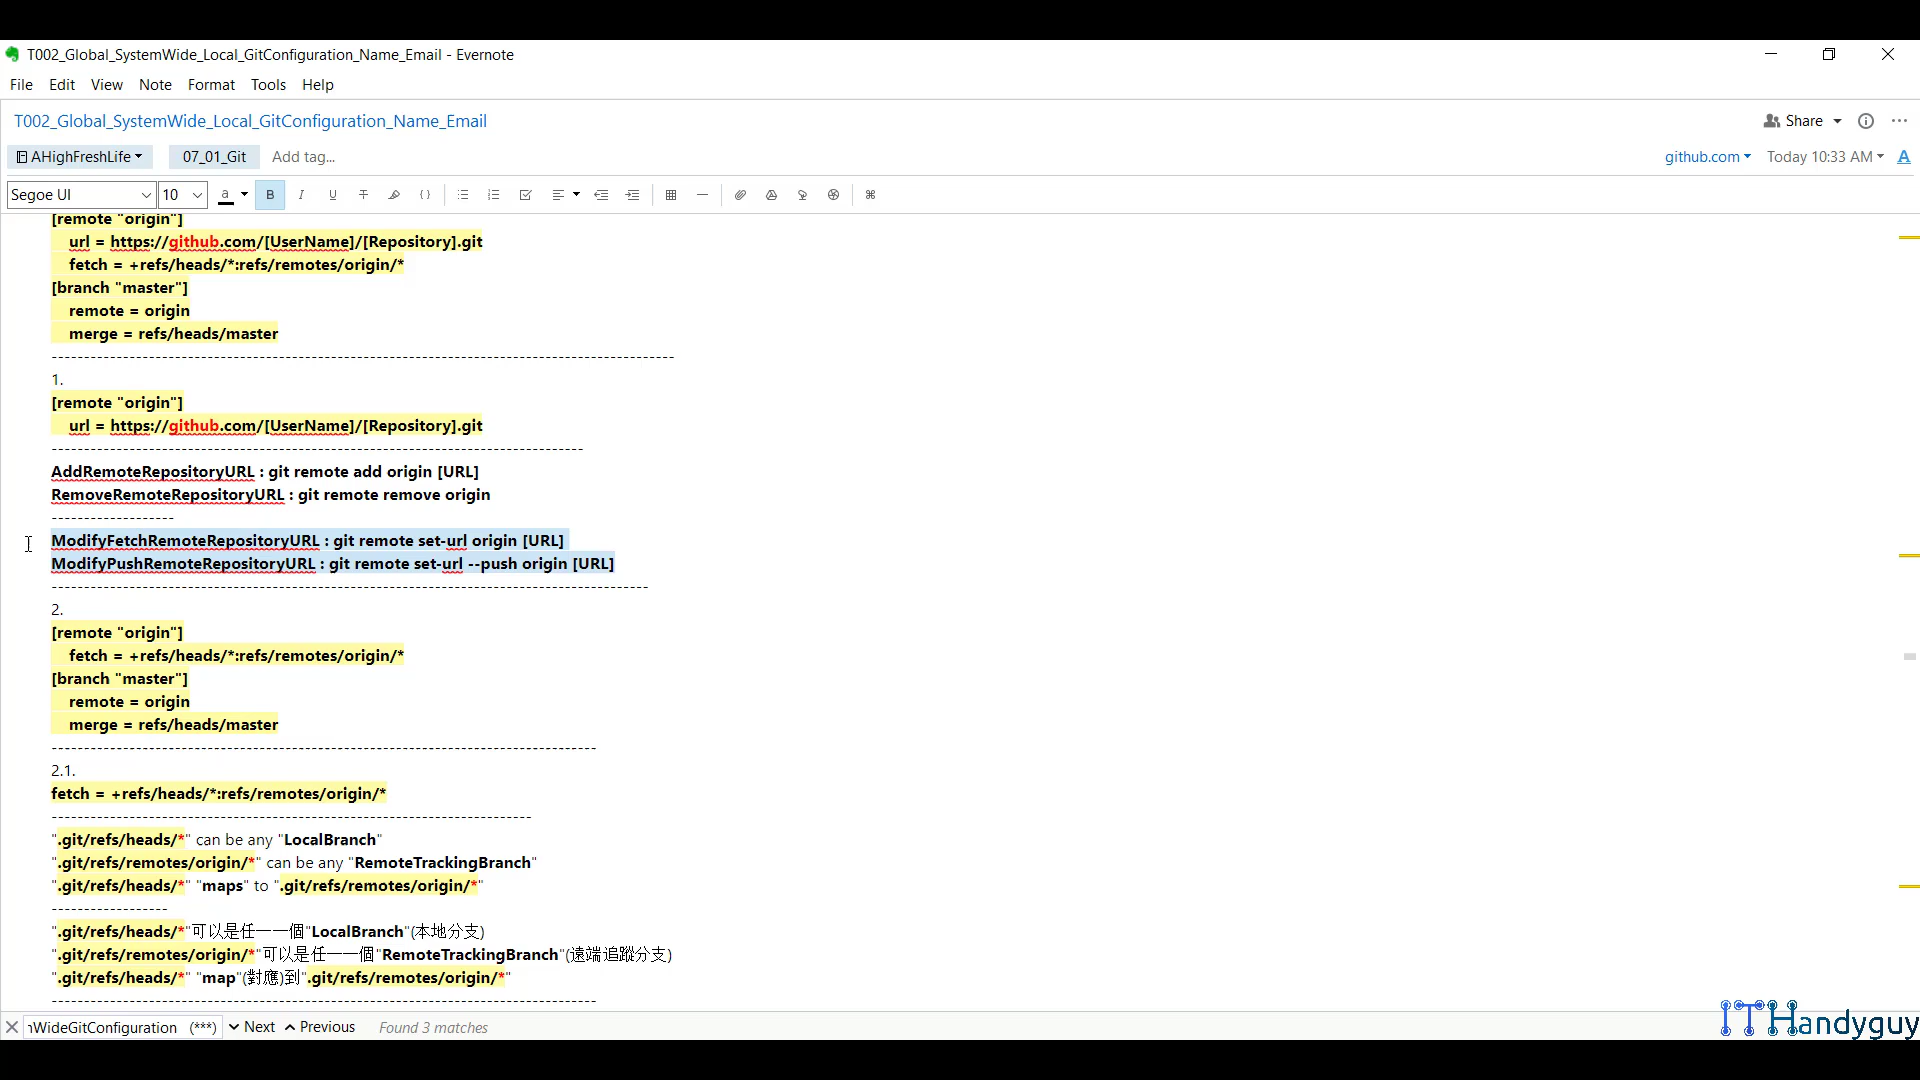 T002_Global_SystemWide_Local_GitConfiguration_Name_Email - Evernote
File Edit View Note Format Tools Help
T002_Global_SystemWide_Local_GitConfiguration_Name_Email
Share
AHighFreshLife 07_01_Git Add tag...
github.com Today 10:33 AM
Segoe UI 10
[remote "origin"]
url = https://github.com/[UserName]/[Repository].git
fetch = +refs/heads/*:refs/remotes/origin/*
[branch "master"]
remote = origin
merge = refs/heads/master
------------------------------------------------------------------------------------------------
1.
[remote "origin"]
url = https://github.com/[UserName]/[Repository].git
----------------------------------------------------------------------------------
AddRemoteRepositoryURL : git remote add origin [URL]
RemoveRemoteRepositoryURL : git remote remove origin
-------------------
ModifyFetchRemoteRepositoryURL : git remote set-url origin [URL]
ModifyPushRemoteRepositoryURL : git remote set-url --push origin [URL]
--------------------------------------------------------------------------------------------
2.
[remote "origin"]
fetch = +refs/heads/*:refs/remotes/origin/*
[branch "master"]
remote = origin
merge = refs/heads/master
------------------------------------------------------------------------------------
2.1.
fetch = +refs/heads/*:refs/remotes/origin/*
--------------------------------------------------------------------------
".git/refs/heads/*" can be any "LocalBranch"
".git/refs/remotes/origin/*" can be any "RemoteTrackingBranch"
".git/refs/heads/*" "maps" to ".git/refs/remotes/origin/*"
------------------
".git/refs/heads/*"可以是任一一個"LocalBranch"(本地分支)
".git/refs/remotes/origin/*"可以是任一一個"RemoteTrackingBranch"(遠端追蹤分支)
".git/refs/heads/*" "map"(對應)到".git/refs/remotes/origin/*"
------------------------------------------------------------------------------------
WideGitConfiguration (***) Next Previous Found 3 matches
ITHandyguy